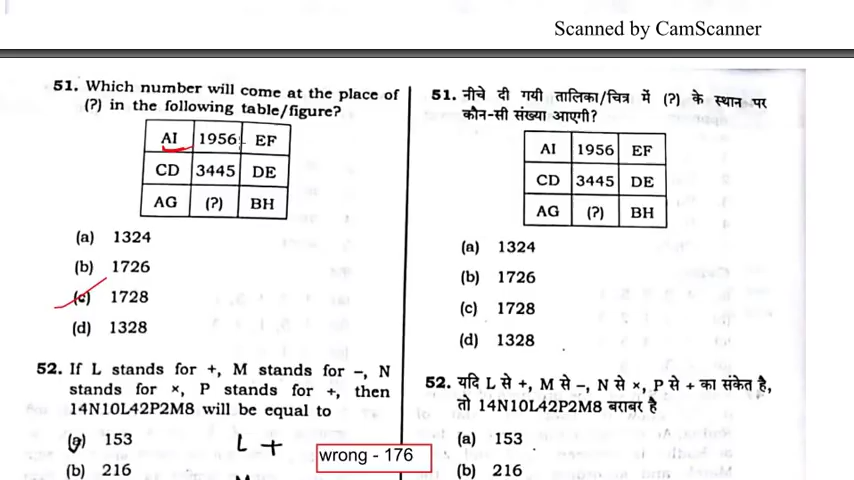 Scanned by CamScanner
51. Which number will come at the place of
(?) in the following table/figure?
AI 1956 EF
CD 3445 DE
AG (?) BH
(a) 1324
(b) 1726
(c) 1728
(d) 1328
52. If L stands for +, M stands for –, N
stands for ×, P stands for ÷, then
14N10L42P2M8 will be equal to
(a) 153
(b) 216
L +
wrong - 176
51. नीचे दी गयी तालिका/चित्र में (?) के स्थान पर
कौन-सी संख्या आएगी?
AI 1956 EF
CD 3445 DE
AG (?) BH
(a) 1324
(b) 1726
(c) 1728
(d) 1328
52. यदि L से +, M से –, N से ×, P से ÷ का संकेत है,
तो 14N10L42P2M8 बराबर है
(a) 153
(b) 216